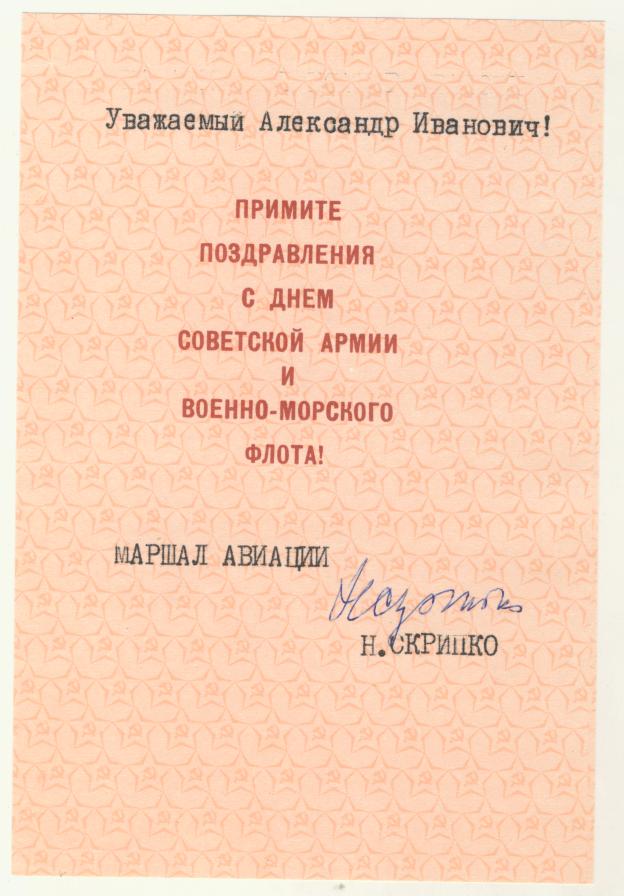 Уважаемый Александр Иванович!
ПРИМИТЕ
ПОЗДРАВЛЕНИЯ
С ДНЕМ
СОВЕТСКОЙ АРМИИ
И
ВОЕННО-МОРСКОГО
ФЛОТА!
МАРШАЛ АВИАЦИИ
Н.СКРИПКО